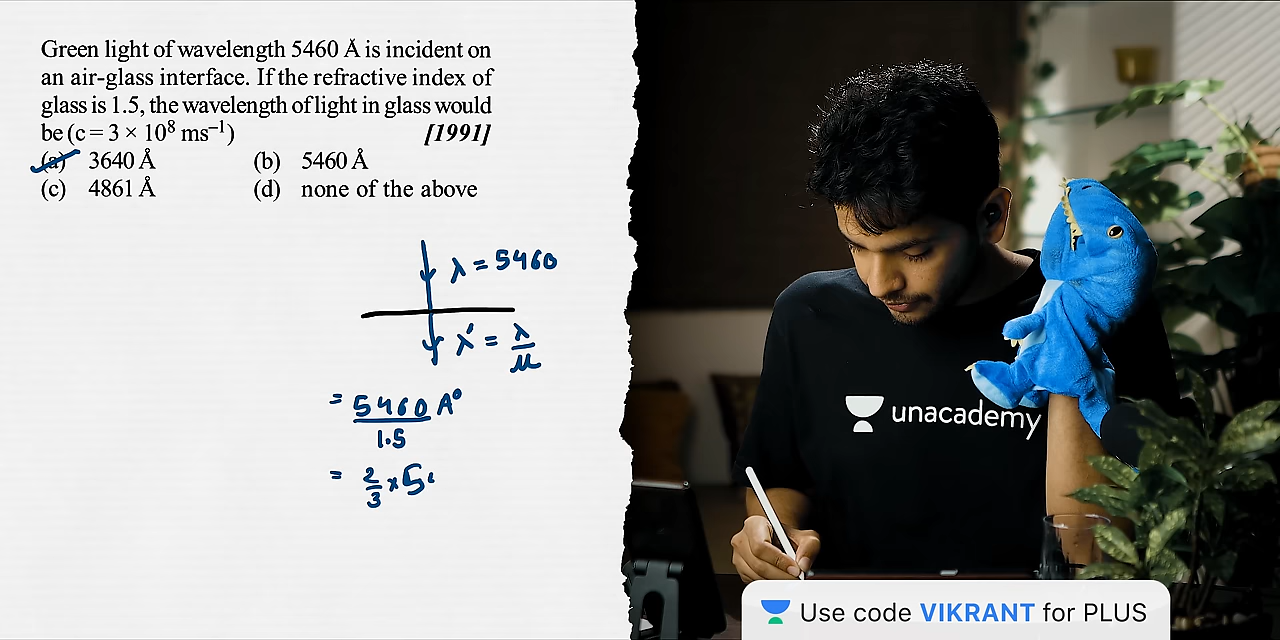 Green light of wavelength 5460 Å is incident on
an air-glass interface. If the refractive index of
glass is 1.5, the wavelength of light in glass would
be (c = 3 × 10⁸ ms⁻¹) [1991]
(a) 3640 Å (b) 5460 Å
(c) 4861 Å (d) none of the above
λ = 5460
λ' = λ/μ
= 5460/1.5 A°
= 2/3 × 5
unacademy
Use code VIKRANT for PLUS